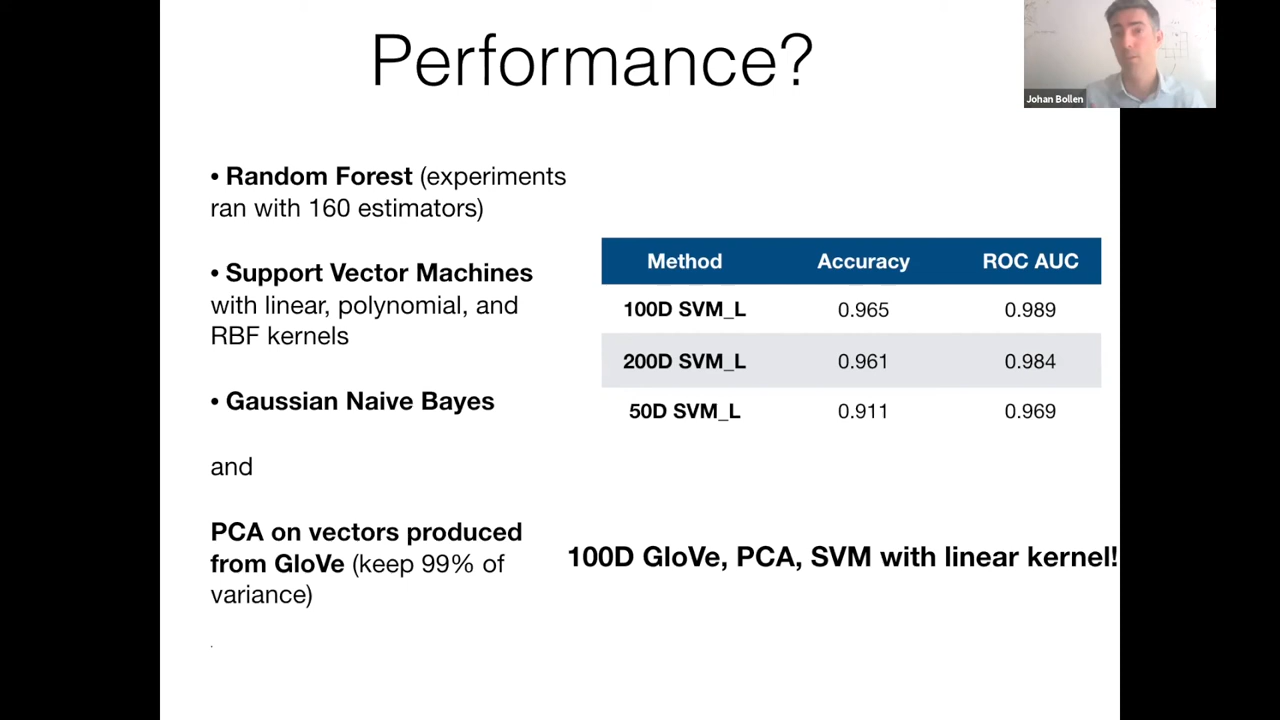 Performance?
Johan Bollen
• Random Forest (experiments
ran with 160 estimators)
• Support Vector Machines
with linear, polynomial, and
RBF kernels
• Gaussian Naive Bayes
and
PCA on vectors produced
from GloVe (keep 99% of
variance)
.
Method Accuracy ROC AUC
100D SVM_L 0.965 0.989
200D SVM_L 0.961 0.984
50D SVM_L 0.911 0.969
100D GloVe, PCA, SVM with linear kernel!